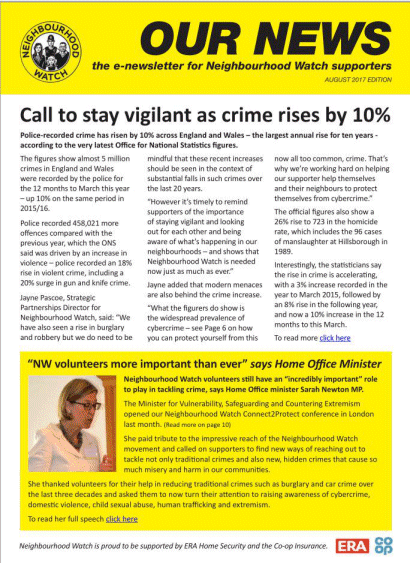 NEIGHBOURHOOD
WATCH
OUR NEWS
the e-newsletter for Neighbourhood Watch supporters
AUGUST 2017 EDITION
Call to stay vigilant as crime rises by 10%
Police-recorded crime has risen by 10% across England and Wales – the largest annual rise for ten years -
according to the very latest Office for National Statistics figures.
The figures show almost 5 million
crimes in England and Wales
were recorded by the police for
the 12 months to March this year
– up 10% on the same period in
2015/16.
Police recorded 458,021 more
offences compared with the
previous year, which the ONS
said was driven by an increase in
violence – police recorded an 18%
rise in violent crime, including a
20% surge in gun and knife crime.
Jayne Pascoe, Strategic
Partnerships Director for
Neighbourhood Watch, said: “We
have also seen a rise in burglary
and robbery but we do need to be
mindful that these recent increases
should be seen in the context of
substantial falls in such crimes over
the last 20 years.
“However it’s timely to remind
supporters of the importance
of staying vigilant and looking
out for each other and being
aware of what’s happening in our
neighbourhoods – and shows that
Neighbourhood Watch is needed
now just as much as ever.”
Jayne added that modern menaces
are also behind the crime increase.
“What the figures do show is
the widespread prevalence of
cybercrime – see Page 6 on how
you can protect yourself from this
now all too common, crime. That’s
why we’re working hard on helping
our supporter help themselves
and their neighbours to protect
themselves from cybercrime.”
The official figures also show a
26% rise to 723 in the homicide
rate, which includes the 96 cases
of manslaughter at Hillsborough in
1989.
Interestingly, the statisticians say
the rise in crime is accelerating,
with a 3% increase recorded in the
year to March 2015, followed by
an 8% rise in the following year,
and now a 10% increase in the 12
months to this March.
To read more click here
“NW volunteers more important than ever” says Home Office Minister
Neighbourhood Watch volunteers still have an “incredibly important” role
to play in tackling crime, says Home Office minister Sarah Newton MP.
The Minister for Vulnerability, Safeguarding and Countering Extremism
opened our Neighbourhood Watch Connect2Protect conference in London
last month. (Read more on page 10)
She paid tribute to the impressive reach of the Neighbourhood Watch
movement and called on supporters to find new ways of reaching out to
tackle not only traditional crimes and also new, hidden crimes that cause so
much misery and harm in our communities.
She thanked volunteers for their help in reducing traditional crimes such as burglary and car crime over
the last three decades and asked them to now turn their attention to raising awareness of cybercrime,
domestic violence, child sexual abuse, human trafficking and extremism.
To read her full speech click here
Neighbourhood Watch is proud to be supported by ERA Home Security and the Co-op Insurance.
ERA
CO
OP